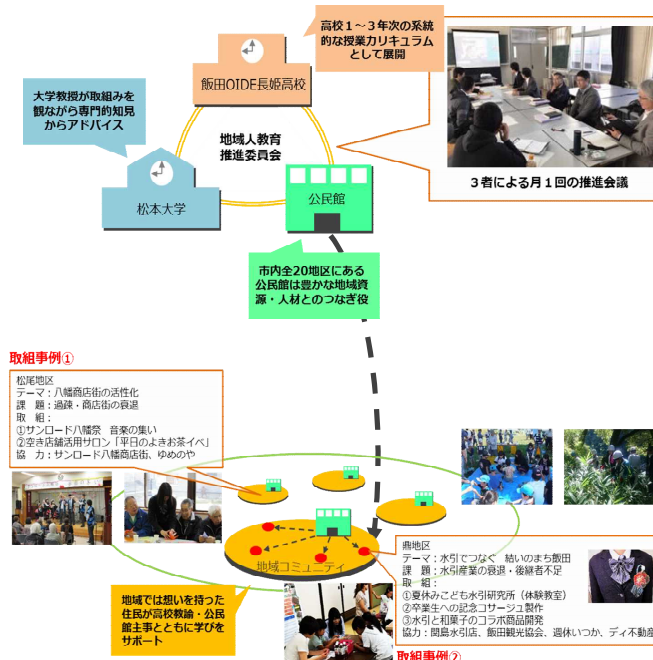 高校１～３年次の系統
的な授業カリキュラム
として展開
飯田OIDE長姫高校
大学教授が取組みを
観ながら専門的知見
からアドバイス
地域人教育
推進委員会
松本大学
公民館
３者による月１回の推進会議
市内全20地区にある
公民館は豊かな地域資
源・人材とのつなぎ役
取組事例①
松尾地区
テーマ：八幡商店街の活性化
課　題：過疎・商店街の衰退
取　組：
①サンロード八幡祭　音楽の集い
②空き店舗活用サロン「平日のよきお茶イベ」
協　力：サンロード八幡商店街、ゆめのや
地域コミュニティ
鼎地区
テーマ：水引でつなぐ　結いのまち飯田
課　題：水引産業の衰退・後継者不足
取　組：
①夏休みこども水引研究所（体験教室）
②卒業生への記念コサージュ製作
③水引と和菓子のコラボ商品開発
協力：関島水引店、飯田観光協会、週休いつか、ディ不動産
地域では想いを持った
住民が高校教諭・公民
館主事とともに学びを
サポート
取組事例②